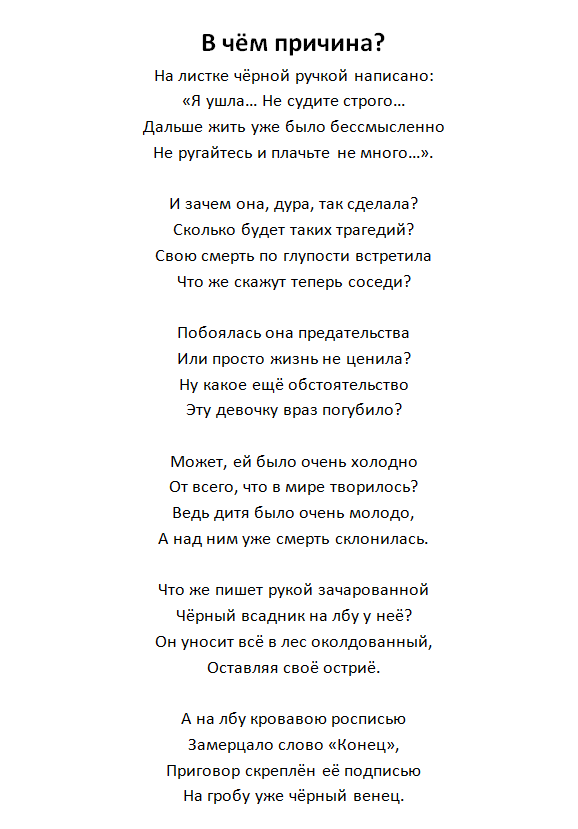 В чём причина?
На листке чёрной ручкой написано:
«Я ушла… Не судите строго…
Дальше жить уже было бессмысленно
Не ругайтесь и плачьте не много…».
И зачем она, дура, так сделала?
Сколько будет таких трагедий?
Свою смерть по глупости встретила
Что же скажут теперь соседи?
Побоялась она предательства
Или просто жизнь не ценила?
Ну какое ещё обстоятельство
Эту девочку враз погубило?
Может, ей было очень холодно
От всего, что в мире творилось?
Ведь дитя было очень молодо,
А над ним уже смерть склонилась.
Что же пишет рукой зачарованной
Чёрный всадник на лбу у неё?
Он уносит всё в лес околдованный,
Оставляя своё остриё.
А на лбу кровавою росписью
Замерцало слово «Конец»,
Приговор скреплён её подписью
На гробу уже чёрный венец.